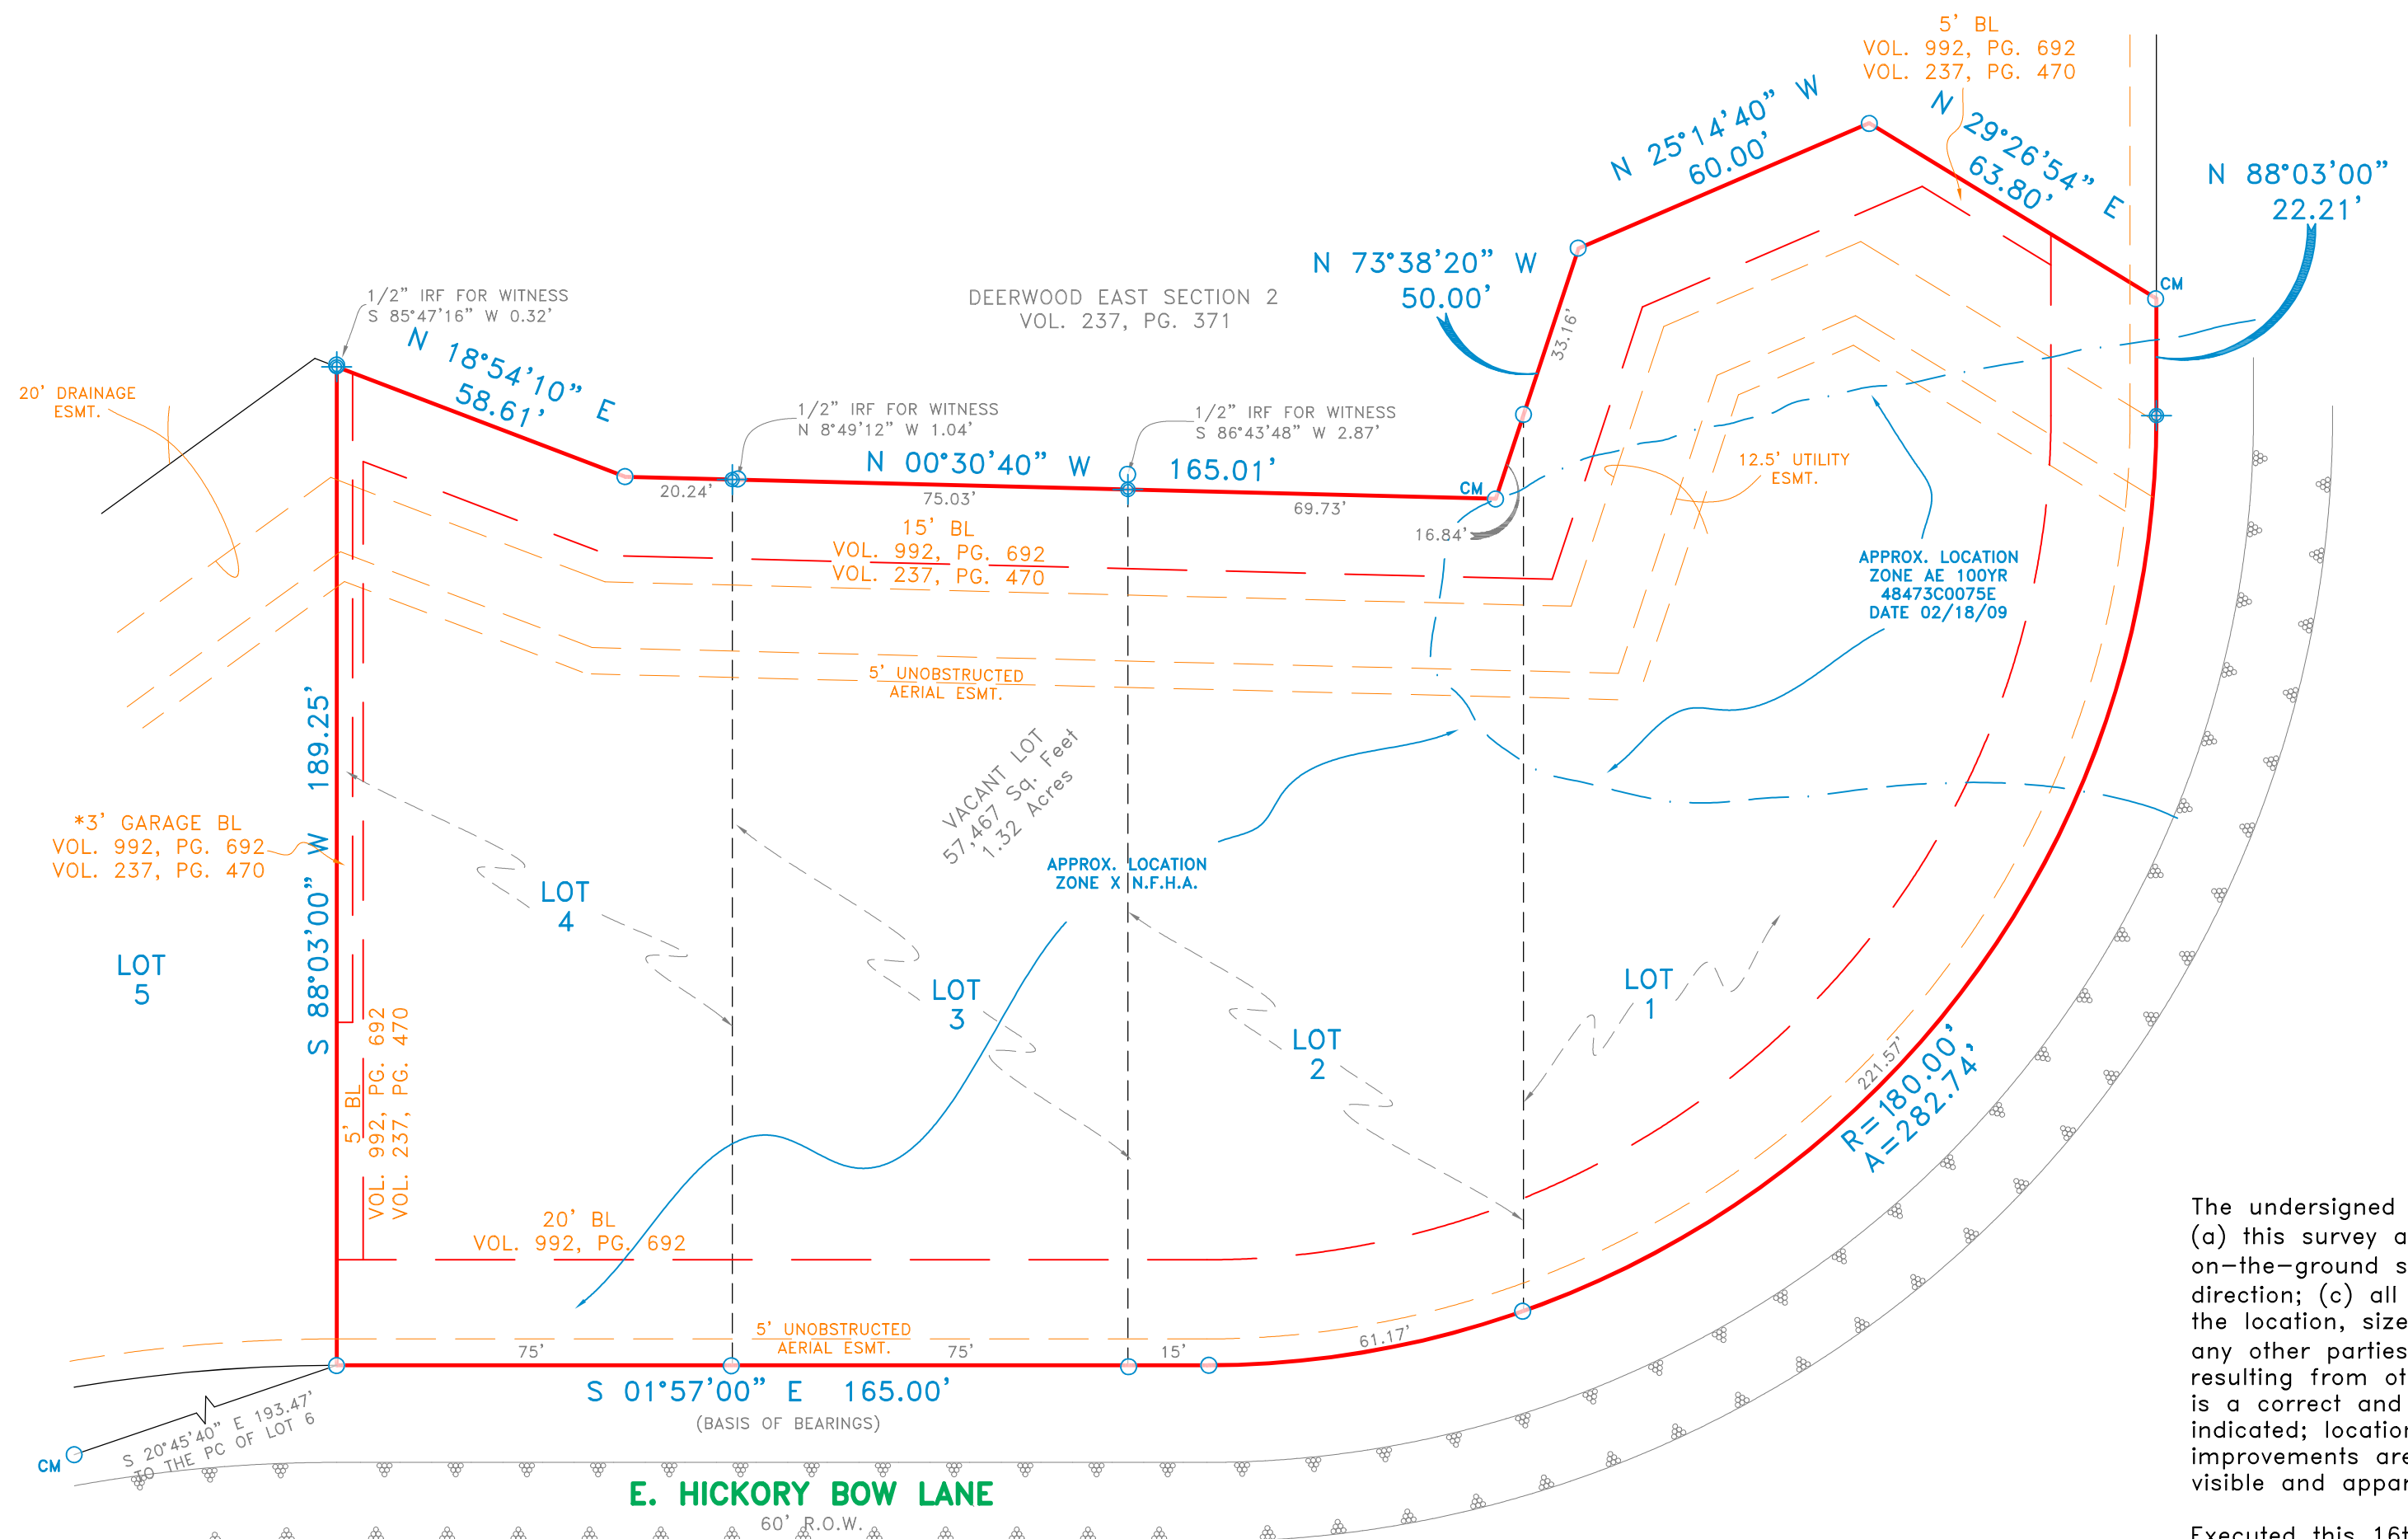 5' BL
VOL. 992, PG. 692
VOL. 237, PG. 470
N 25°14'40" W
60.00'
N 29°26'54" E
63.80'
N 88°03'00"
22.21'
N 73°38'20" W
50.00'
33.16'
CM
1/2" IRF FOR WITNESS
S 85°47'16" W 0.32'
DEERWOOD EAST SECTION 2
VOL. 237, PG. 371
N 18°54'10" E
58.61'
20' DRAINAGE
ESMT.
1/2" IRF FOR WITNESS
N 8°49'12" W 1.04'
1/2" IRF FOR WITNESS
S 86°43'48" W 2.87'
N 00°30'40" W 165.01'
20.24'
75.03'
69.73'
CM
16.84'
12.5' UTILITY
ESMT.
15' BL
VOL. 992, PG. 692
VOL. 237, PG. 470
APPROX. LOCATION
ZONE AE 100YR
48473C0075E
DATE 02/18/09
5' UNOBSTRUCTED
AERIAL ESMT.
S 88°03'00" W 189.25'
VACANT LOT
57,467 Sq. Feet
1.32 Acres
*3' GARAGE BL
VOL. 992, PG. 692
VOL. 237, PG. 470
APPROX. LOCATION
ZONE X N.F.H.A.
LOT
4
LOT
5
LOT
3
LOT
2
LOT
1
5' BL
VOL. 992, PG. 692
VOL. 237, PG. 470
221.57'
R=180.00'
A=282.74'
20' BL
VOL. 992, PG. 692
5' UNOBSTRUCTED
AERIAL ESMT.
75'
75'
15'
61.17'
S 01°57'00" E 165.00'
(BASIS OF BEARINGS)
S 20°45'40" E 193.47'
TO THE PC OF LOT 6
CM
E. HICKORY BOW LANE
60' R.O.W.
The undersigned
(a) this survey a
on-the-ground s
direction; (c) all
the location, size
any other parties
resulting from ot
is a correct and
indicated; location
improvements are
visible and appar
Executed this 16t